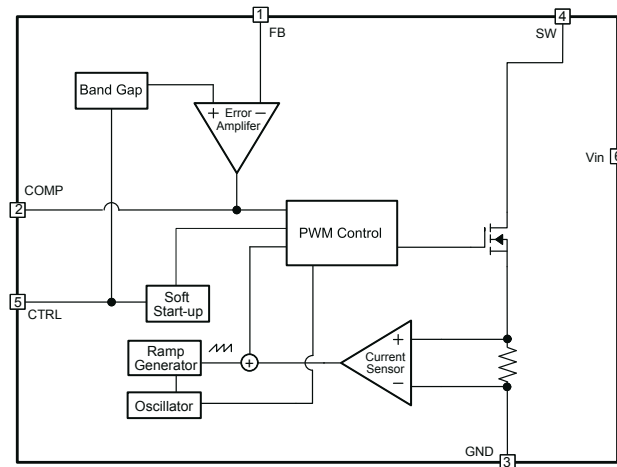 1
FB
4
SW
Band Gap
+ Error −
Amplifer
6
Vin
COMP
2
PWM Control
5
CTRL
Soft
Start-up
Ramp
Generator
+
+
Current
Sensor
−
Oscillator
GND
3